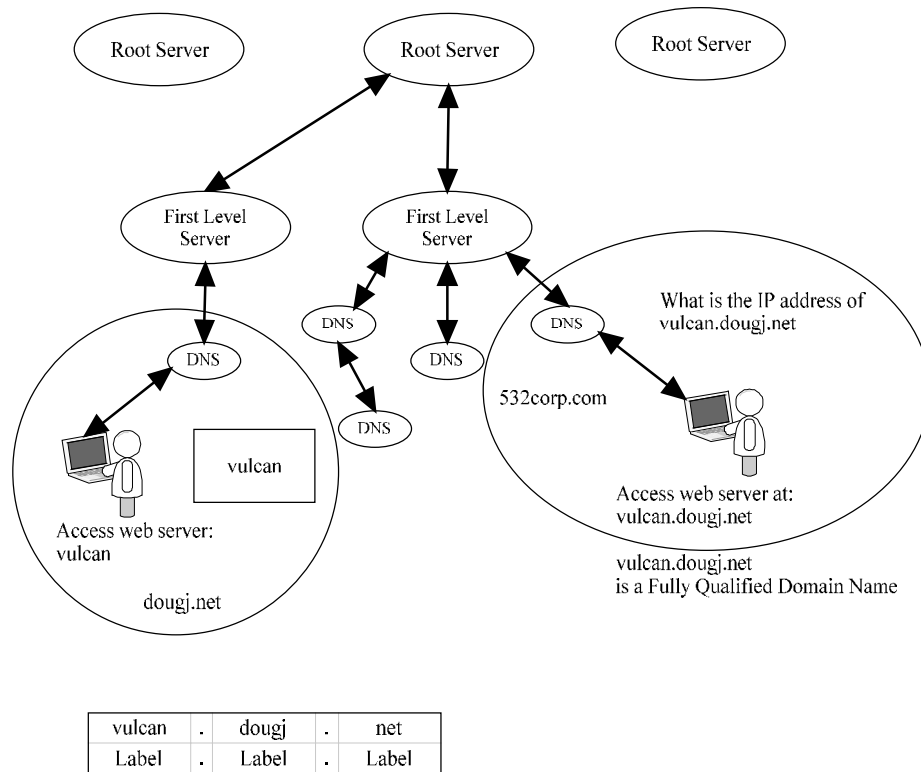 Root Server
Root Server
Root Server
First Level
Server
First Level
Server
DNS
DNS
DNS
DNS
DNS
What is the IP address of
vulcan.dougj.net
532corp.com
vulcan
Access web server:
vulcan
dougj.net
Access web server at:
vulcan.dougj.net
vulcan.dougj.net
is a Fully Qualified Domain Name
vulcan . dougj . net
Label . Label . Label